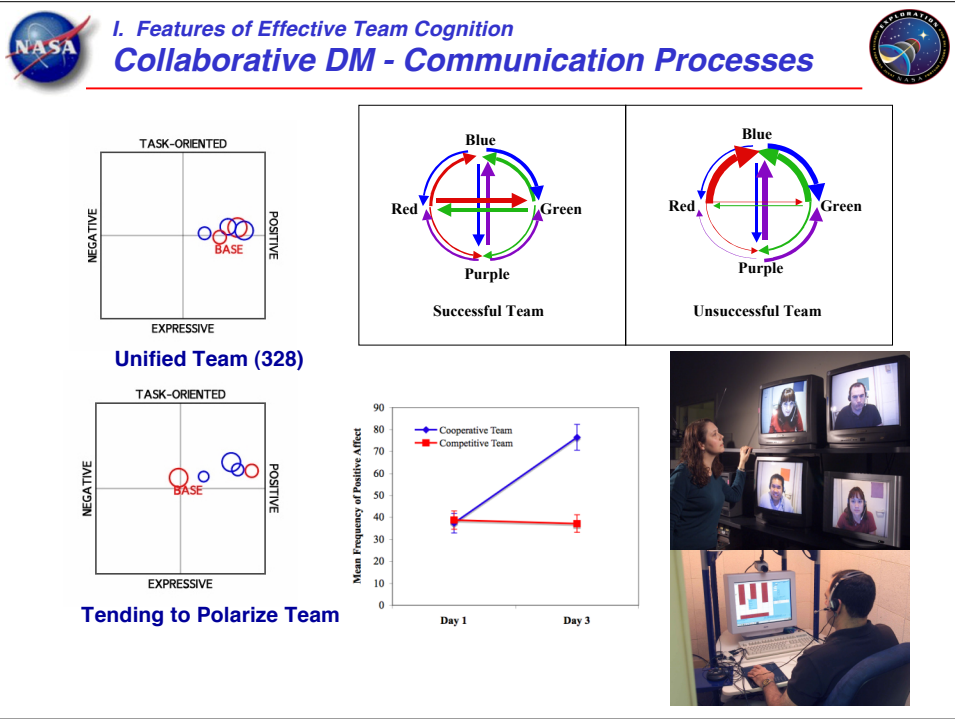 NASA
I. Features of Effective Team Cognition
Collaborative DM - Communication Processes
EXPLORATION
NASA
TASK-ORIENTED
NEGATIVE
POSITIVE
BASE
EXPRESSIVE
Unified Team (328)
Blue
Red
Green
Purple
Successful Team
Blue
Red
Green
Purple
Unsuccessful Team
TASK-ORIENTED
NEGATIVE
POSITIVE
BASE
EXPRESSIVE
Tending to Polarize Team
Mean Frequency of Positive Affect
90
80
70
60
50
40
30
20
10
0
Cooperative Team
Competitive Team
Day 1
Day 3